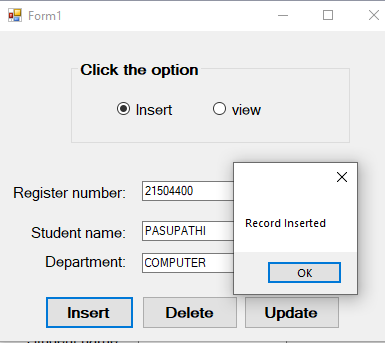 Form1
Click the option
Insert view
Register number: 21504400
Record Inserted
Student name: PASUPATHI
Department: COMPUTER
OK
Insert Delete Update